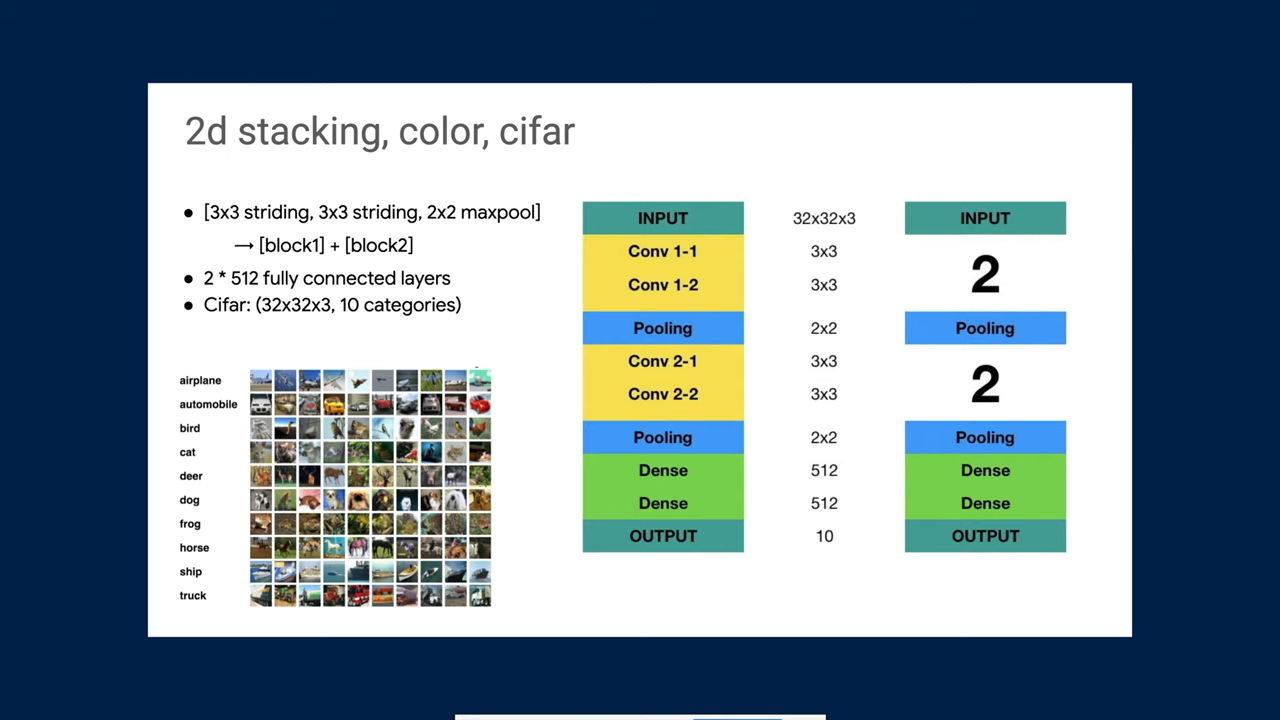 2d stacking, color, cifar
● [3x3 striding, 3x3 striding, 2x2 maxpool]
→ [block1] + [block2]
● 2 * 512 fully connected layers
● Cifar: (32x32x3, 10 categories)
airplane
automobile
bird
cat
deer
dog
frog
horse
ship
truck
INPUT 32x32x3 INPUT
Conv 1-1 3x3
2
Conv 1-2 3x3
Pooling 2x2 Pooling
Conv 2-1 3x3
2
Conv 2-2 3x3
Pooling 2x2 Pooling
Dense 512 Dense
Dense 512 Dense
OUTPUT 10 OUTPUT